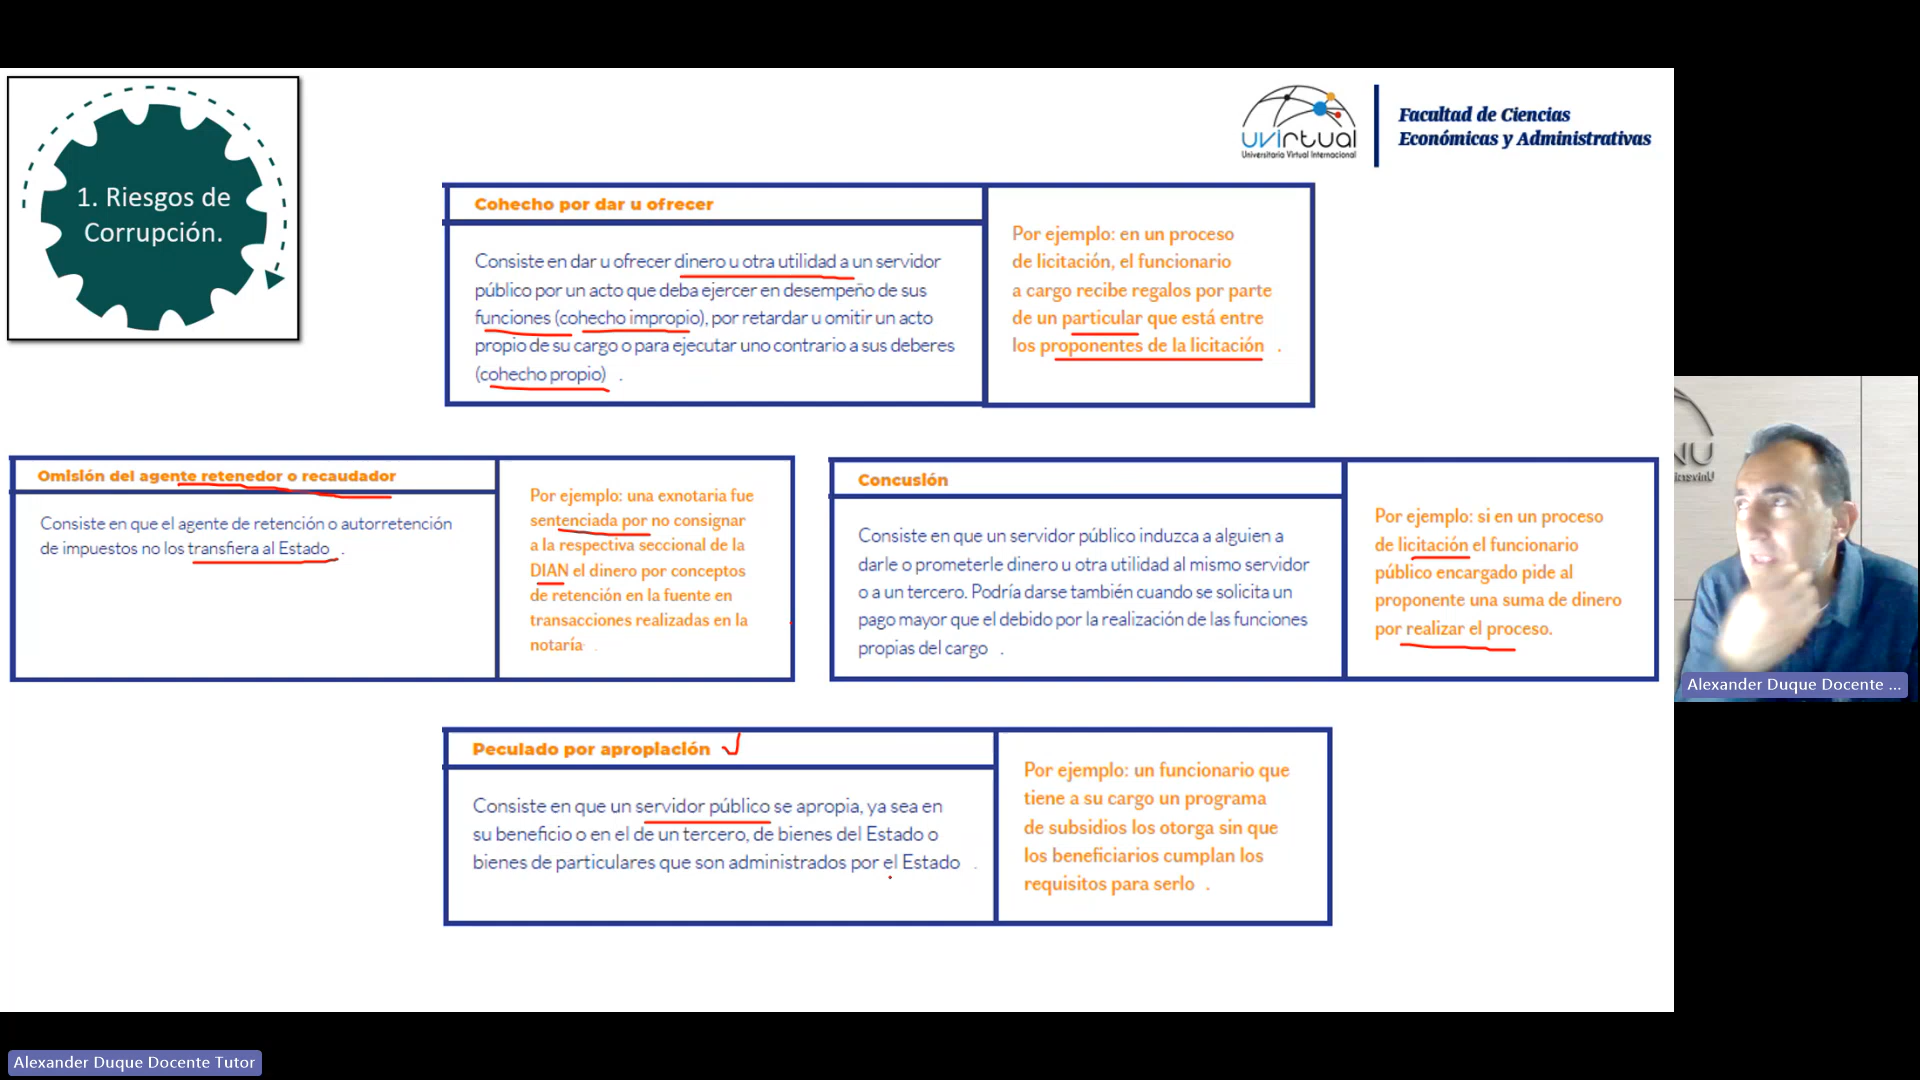 1. Riesgos de
Corrupción.
uvirtual
Universitaria Virtual Internacional
Facultad de Ciencias
Económicas y Administrativas
Cohecho por dar u ofrecer
Consiste en dar u ofrecer dinero u otra utilidad a un servidor
público por un acto que deba ejercer en desempeño de sus
funciones (cohecho impropio), por retardar u omitir un acto
propio de su cargo o para ejecutar uno contrario a sus deberes
(cohecho propio) .
Por ejemplo: en un proceso
de licitación, el funcionario
a cargo recibe regalos por parte
de un particular que está entre
los proponentes de la licitación .
Omisión del agente retenedor o recaudador
Consiste en que el agente de retención o autorretención
de impuestos no los transfiera al Estado .
Por ejemplo: una exnotaria fue
sentenciada por no consignar
a la respectiva seccional de la
DIAN el dinero por conceptos
de retención en la fuente en
transacciones realizadas en la
notaría
Concusión
Consiste en que un servidor público induzca a alguien a
darle o prometerle dinero u otra utilidad al mismo servidor
o a un tercero. Podría darse también cuando se solicita un
pago mayor que el debido por la realización de las funciones
propias del cargo .
Por ejemplo: si en un proceso
de licitación el funcionario
público encargado pide al
proponente una suma de dinero
por realizar el proceso.
Peculado por apropiación
Consiste en que un servidor público se apropia, ya sea en
su beneficio o en el de un tercero, de bienes del Estado o
bienes de particulares que son administrados por el Estado .
Por ejemplo: un funcionario que
tiene a su cargo un programa
de subsidios los otorga sin que
los beneficiarios cumplan los
requisitos para serlo .
Alexander Duque Docente ...
Alexander Duque Docente Tutor